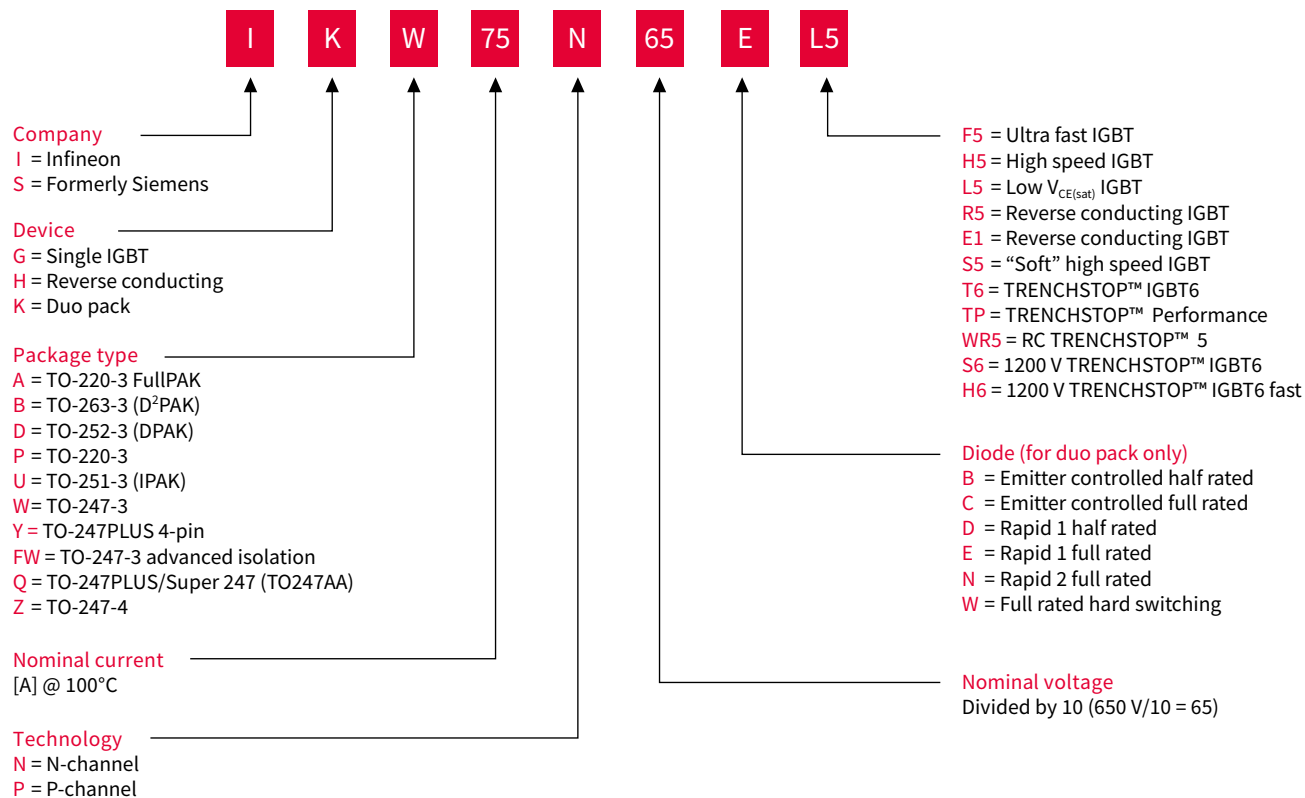 I K W 75 N 65 E L5
Company
I = Infineon
S = Formerly Siemens
Device
G = Single IGBT
H = Reverse conducting
K = Duo pack
Package type
A = TO-220-3 FullPAK
B = TO-263-3 (D²PAK)
D = TO-252-3 (DPAK)
P = TO-220-3
U = TO-251-3 (IPAK)
W= TO-247-3
Y = TO-247PLUS 4-pin
FW = TO-247-3 advanced isolation
Q = TO-247PLUS/Super 247 (TO247AA)
Z = TO-247-4
Nominal current
[A] @ 100°C
Technology
N = N-channel
P = P-channel
F5 = Ultra fast IGBT
H5 = High speed IGBT
L5 = Low VCE(sat) IGBT
R5 = Reverse conducting IGBT
E1 = Reverse conducting IGBT
S5 = “Soft” high speed IGBT
T6 = TRENCHSTOP™ IGBT6
TP = TRENCHSTOP™ Performance
WR5 = RC TRENCHSTOP™ 5
S6 = 1200 V TRENCHSTOP™ IGBT6
H6 = 1200 V TRENCHSTOP™ IGBT6 fast
Diode (for duo pack only)
B = Emitter controlled half rated
C = Emitter controlled full rated
D = Rapid 1 half rated
E = Rapid 1 full rated
N = Rapid 2 full rated
W = Full rated hard switching
Nominal voltage
Divided by 10 (650 V/10 = 65)